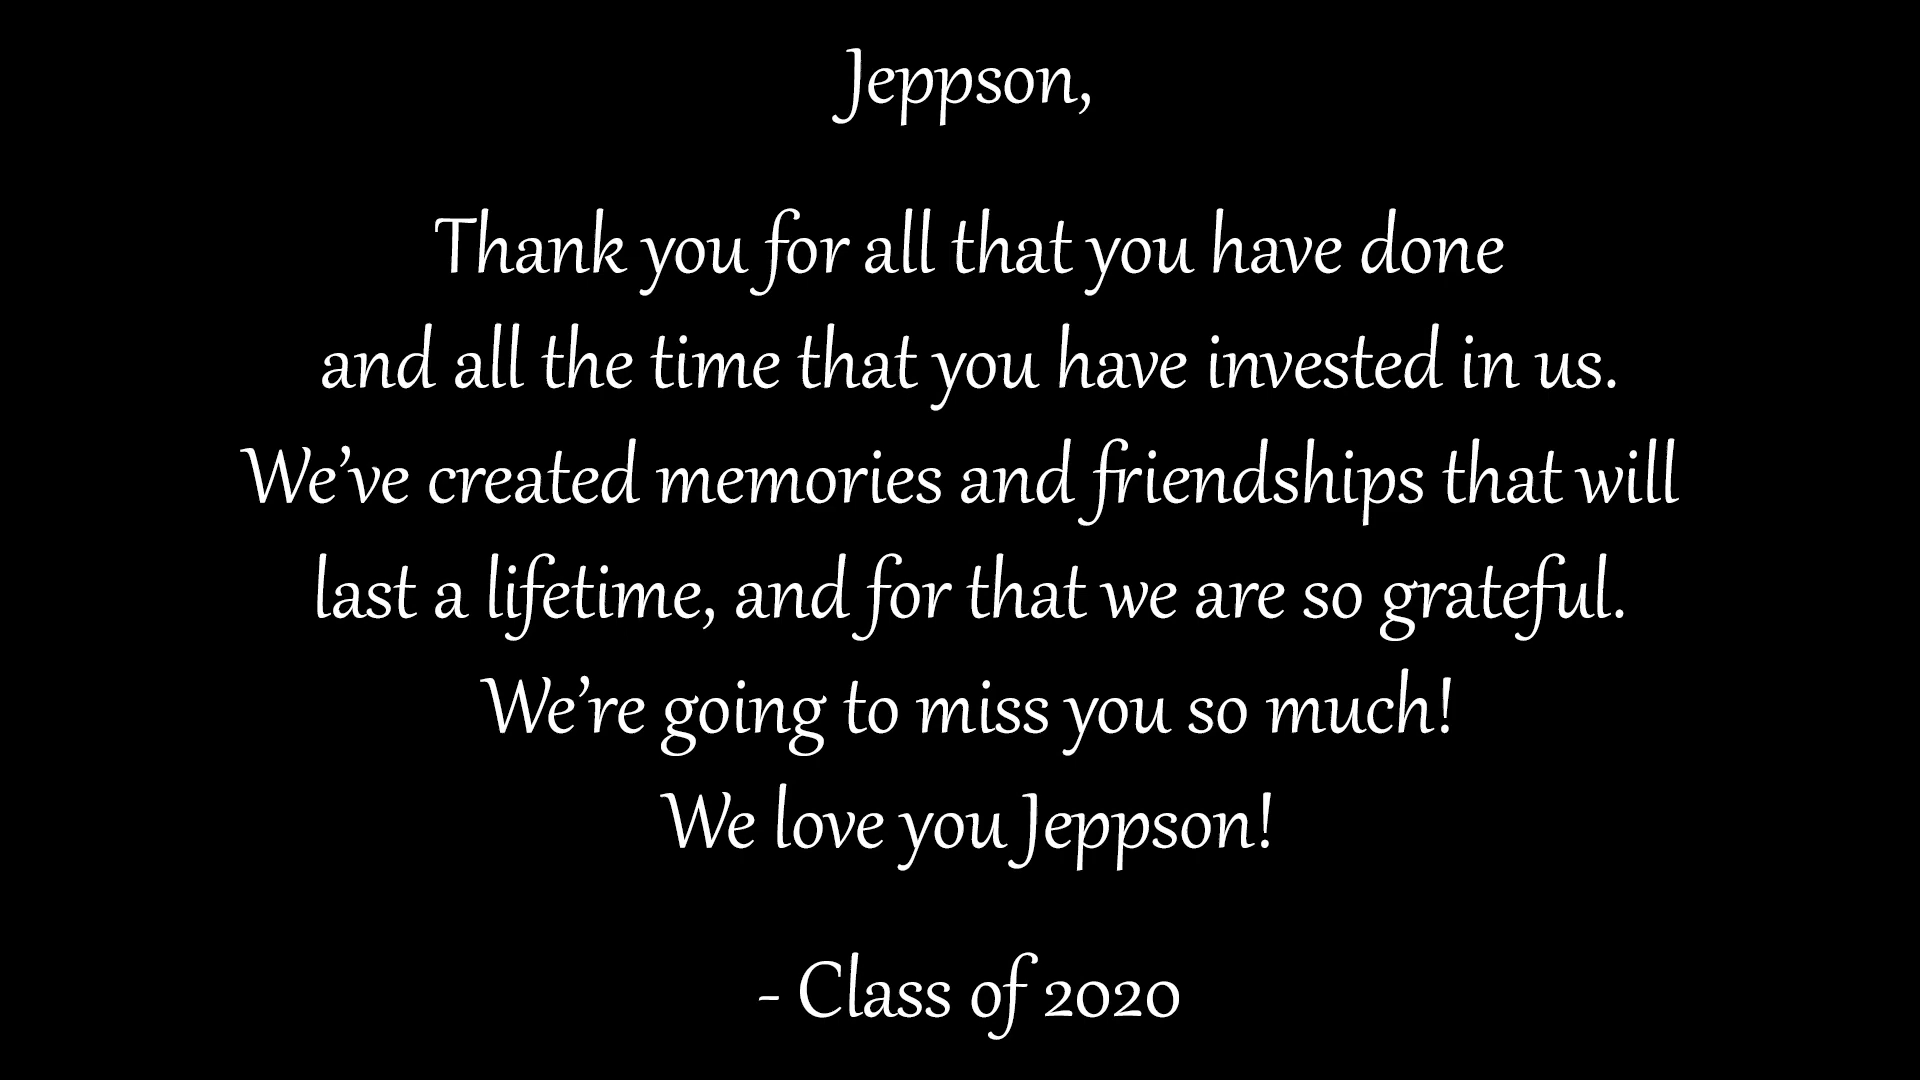 Jeppson,
Thank you for all that you have done
and all the time that you have invested in us.
We’ve created memories and friendships that will
last a lifetime, and for that we are so grateful.
We’re going to miss you so much!
We love you Jeppson!
- Class of 2020